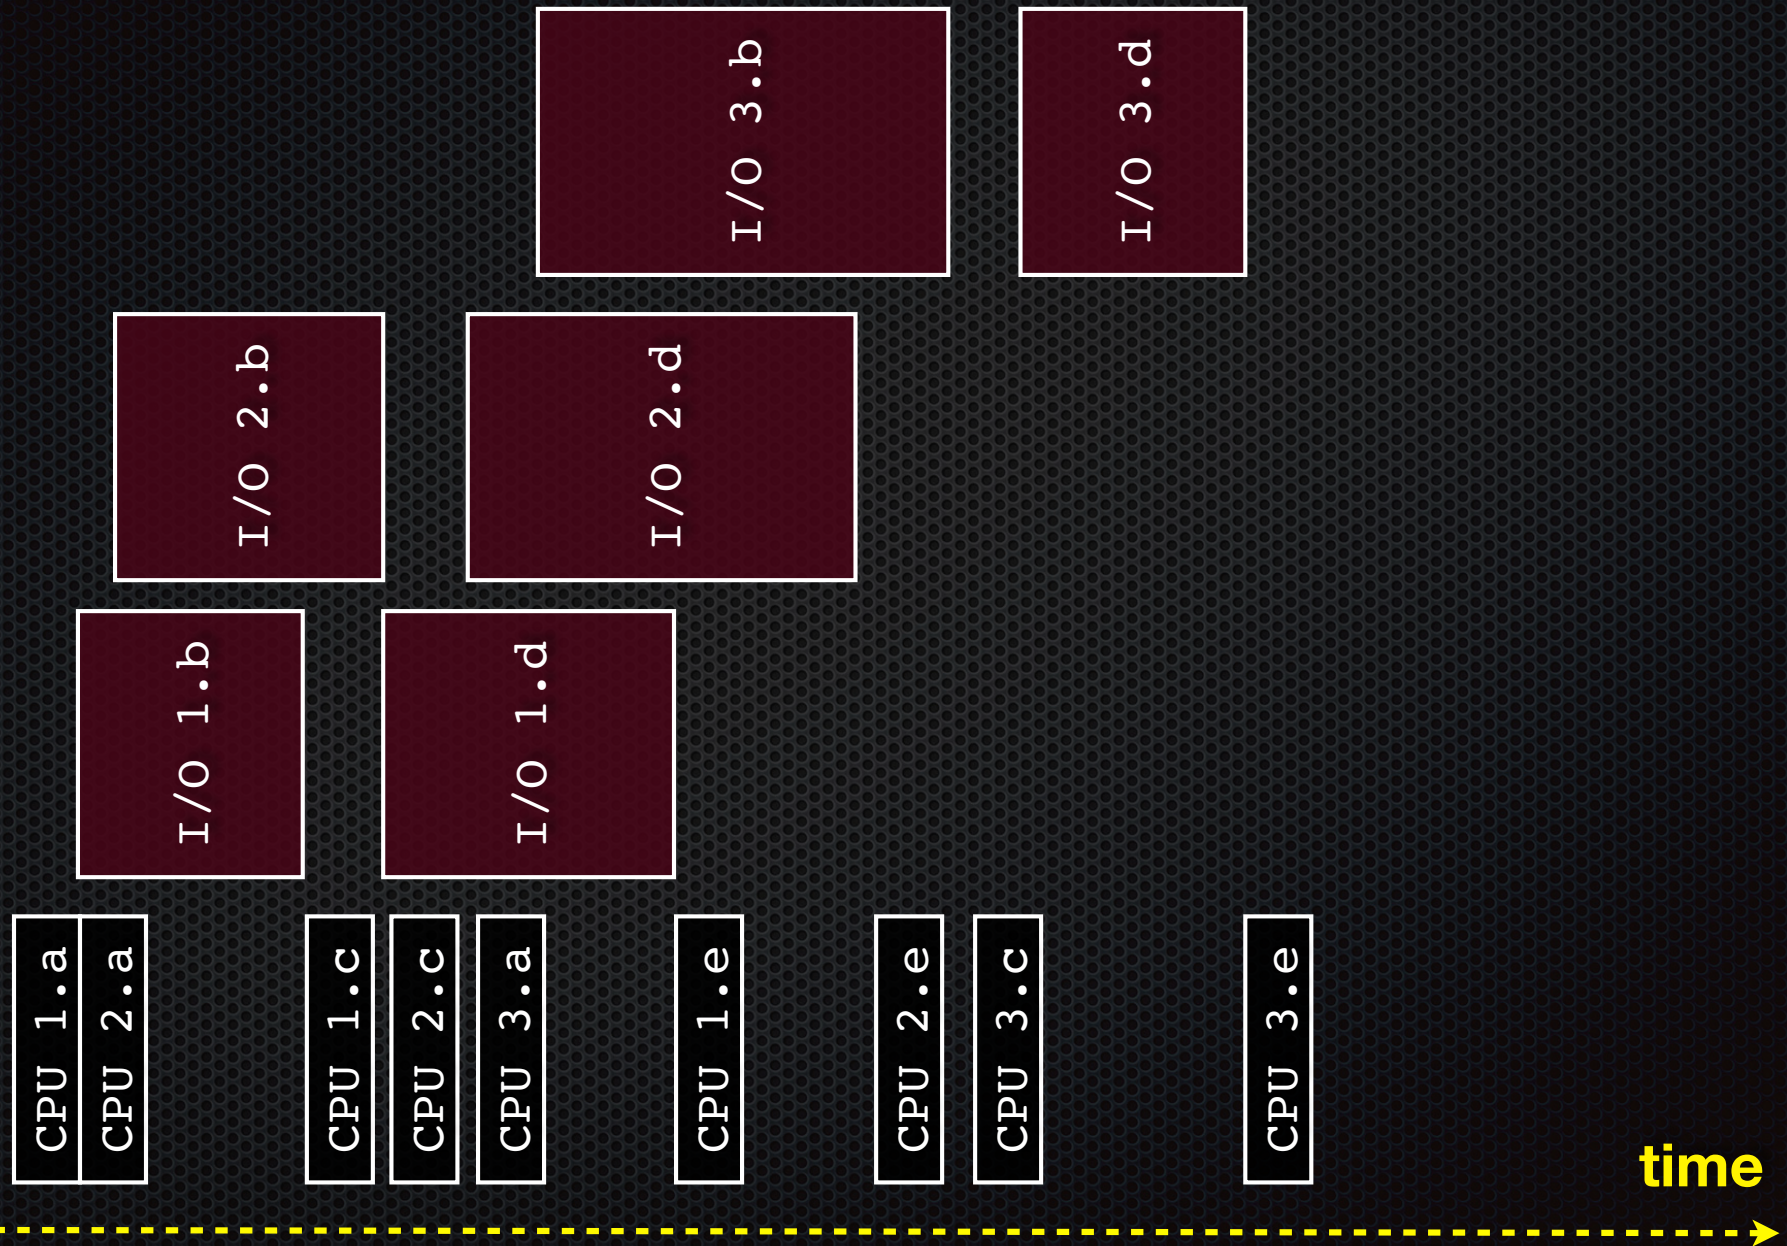 I/O 3.b
I/O 3.d
I/O 2.b
I/O 2.d
I/O 1.b
I/O 1.d
CPU 1.a
CPU 2.a
CPU 1.c
CPU 2.c
CPU 3.a
CPU 1.e
CPU 2.e
CPU 3.c
CPU 3.e
time